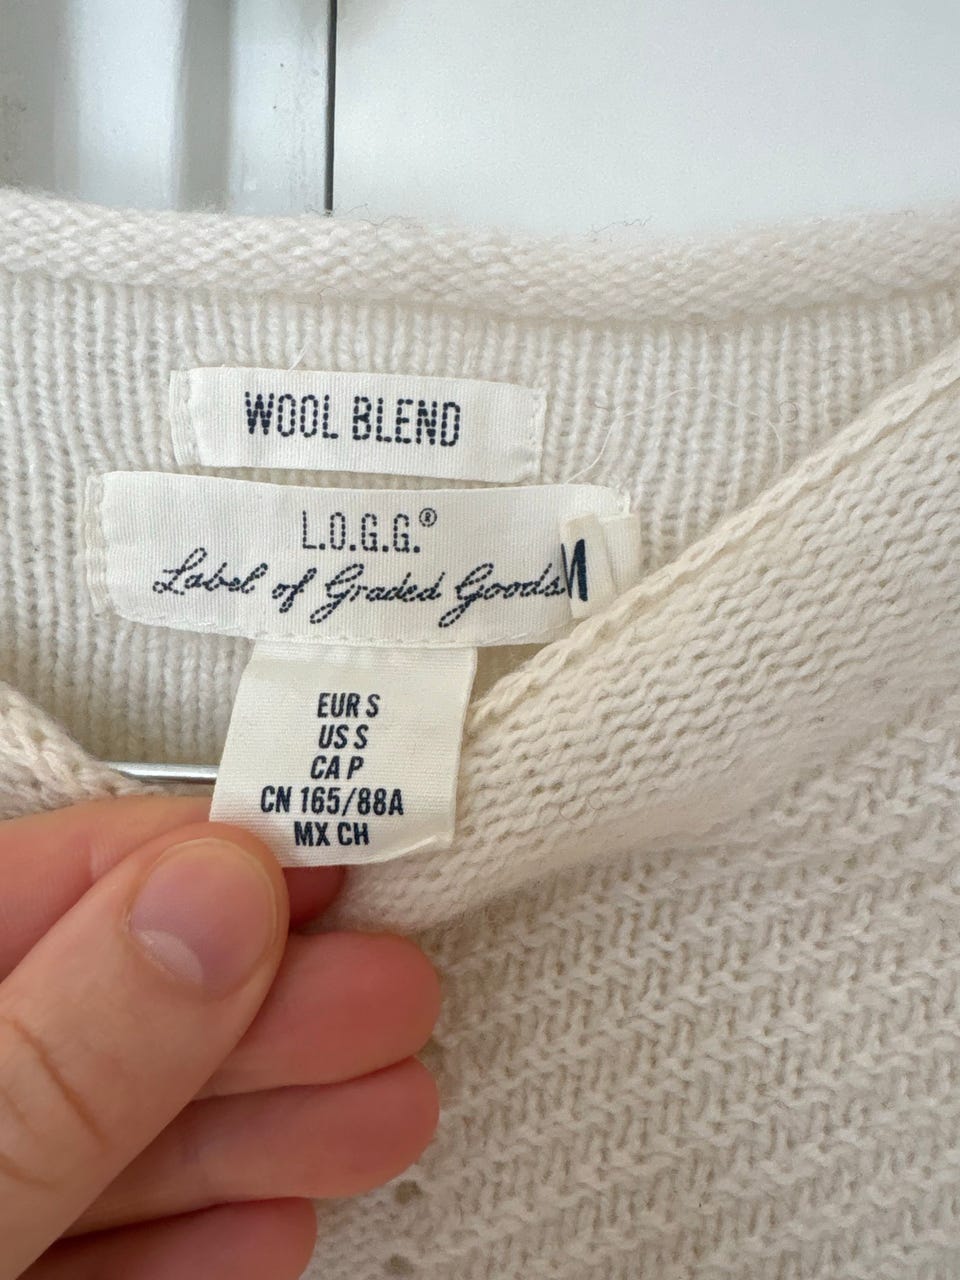 WOOL BLEND
L.O.G.G.®
Label of Graded Goods
EUR S
US S
CA P
CN 165/88A
MX CH